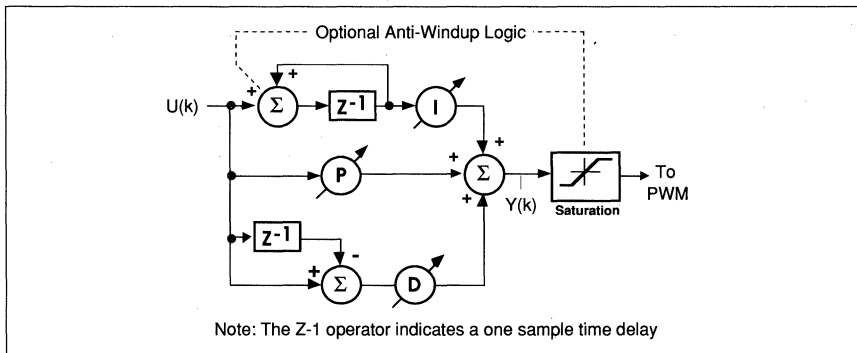 Optional Anti-Windup Logic
+
+
U(k)
Σ
Z-1
I
+
P
+
Σ
+
Y(k)
Saturation
To
PWM
Z-1
-
+
Σ
D
Note: The Z-1 operator indicates a one sample time delay